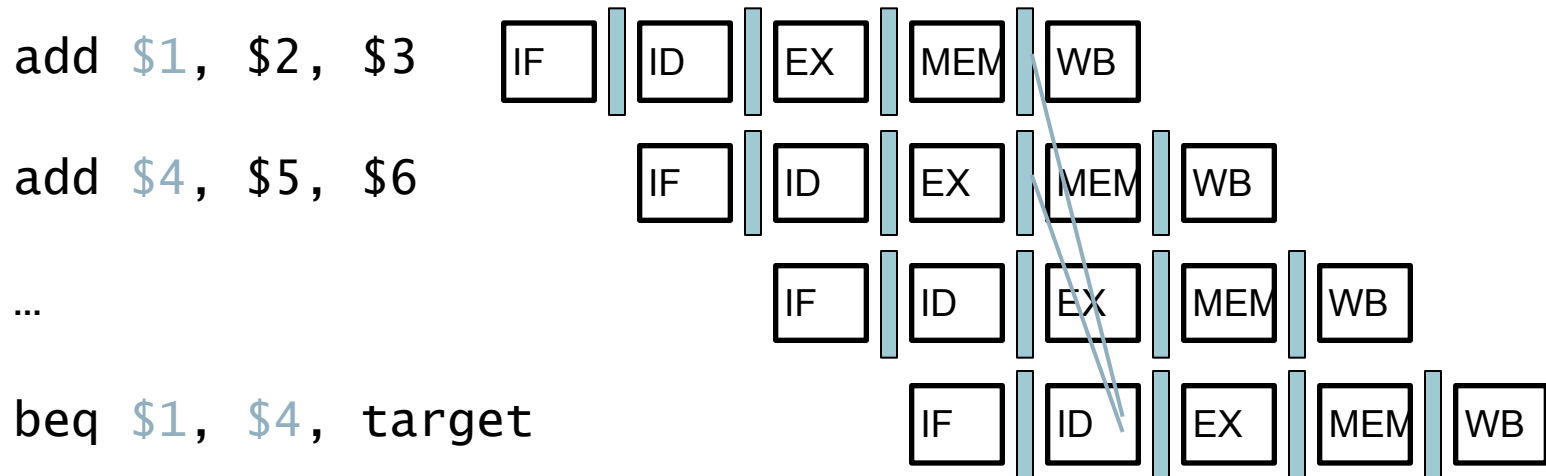 add $1, $2, $3 IF ID EX MEM WB
add $4, $5, $6 IF ID EX MEM WB
… IF ID EX MEM WB
beq $1, $4, target IF ID EX MEM WB